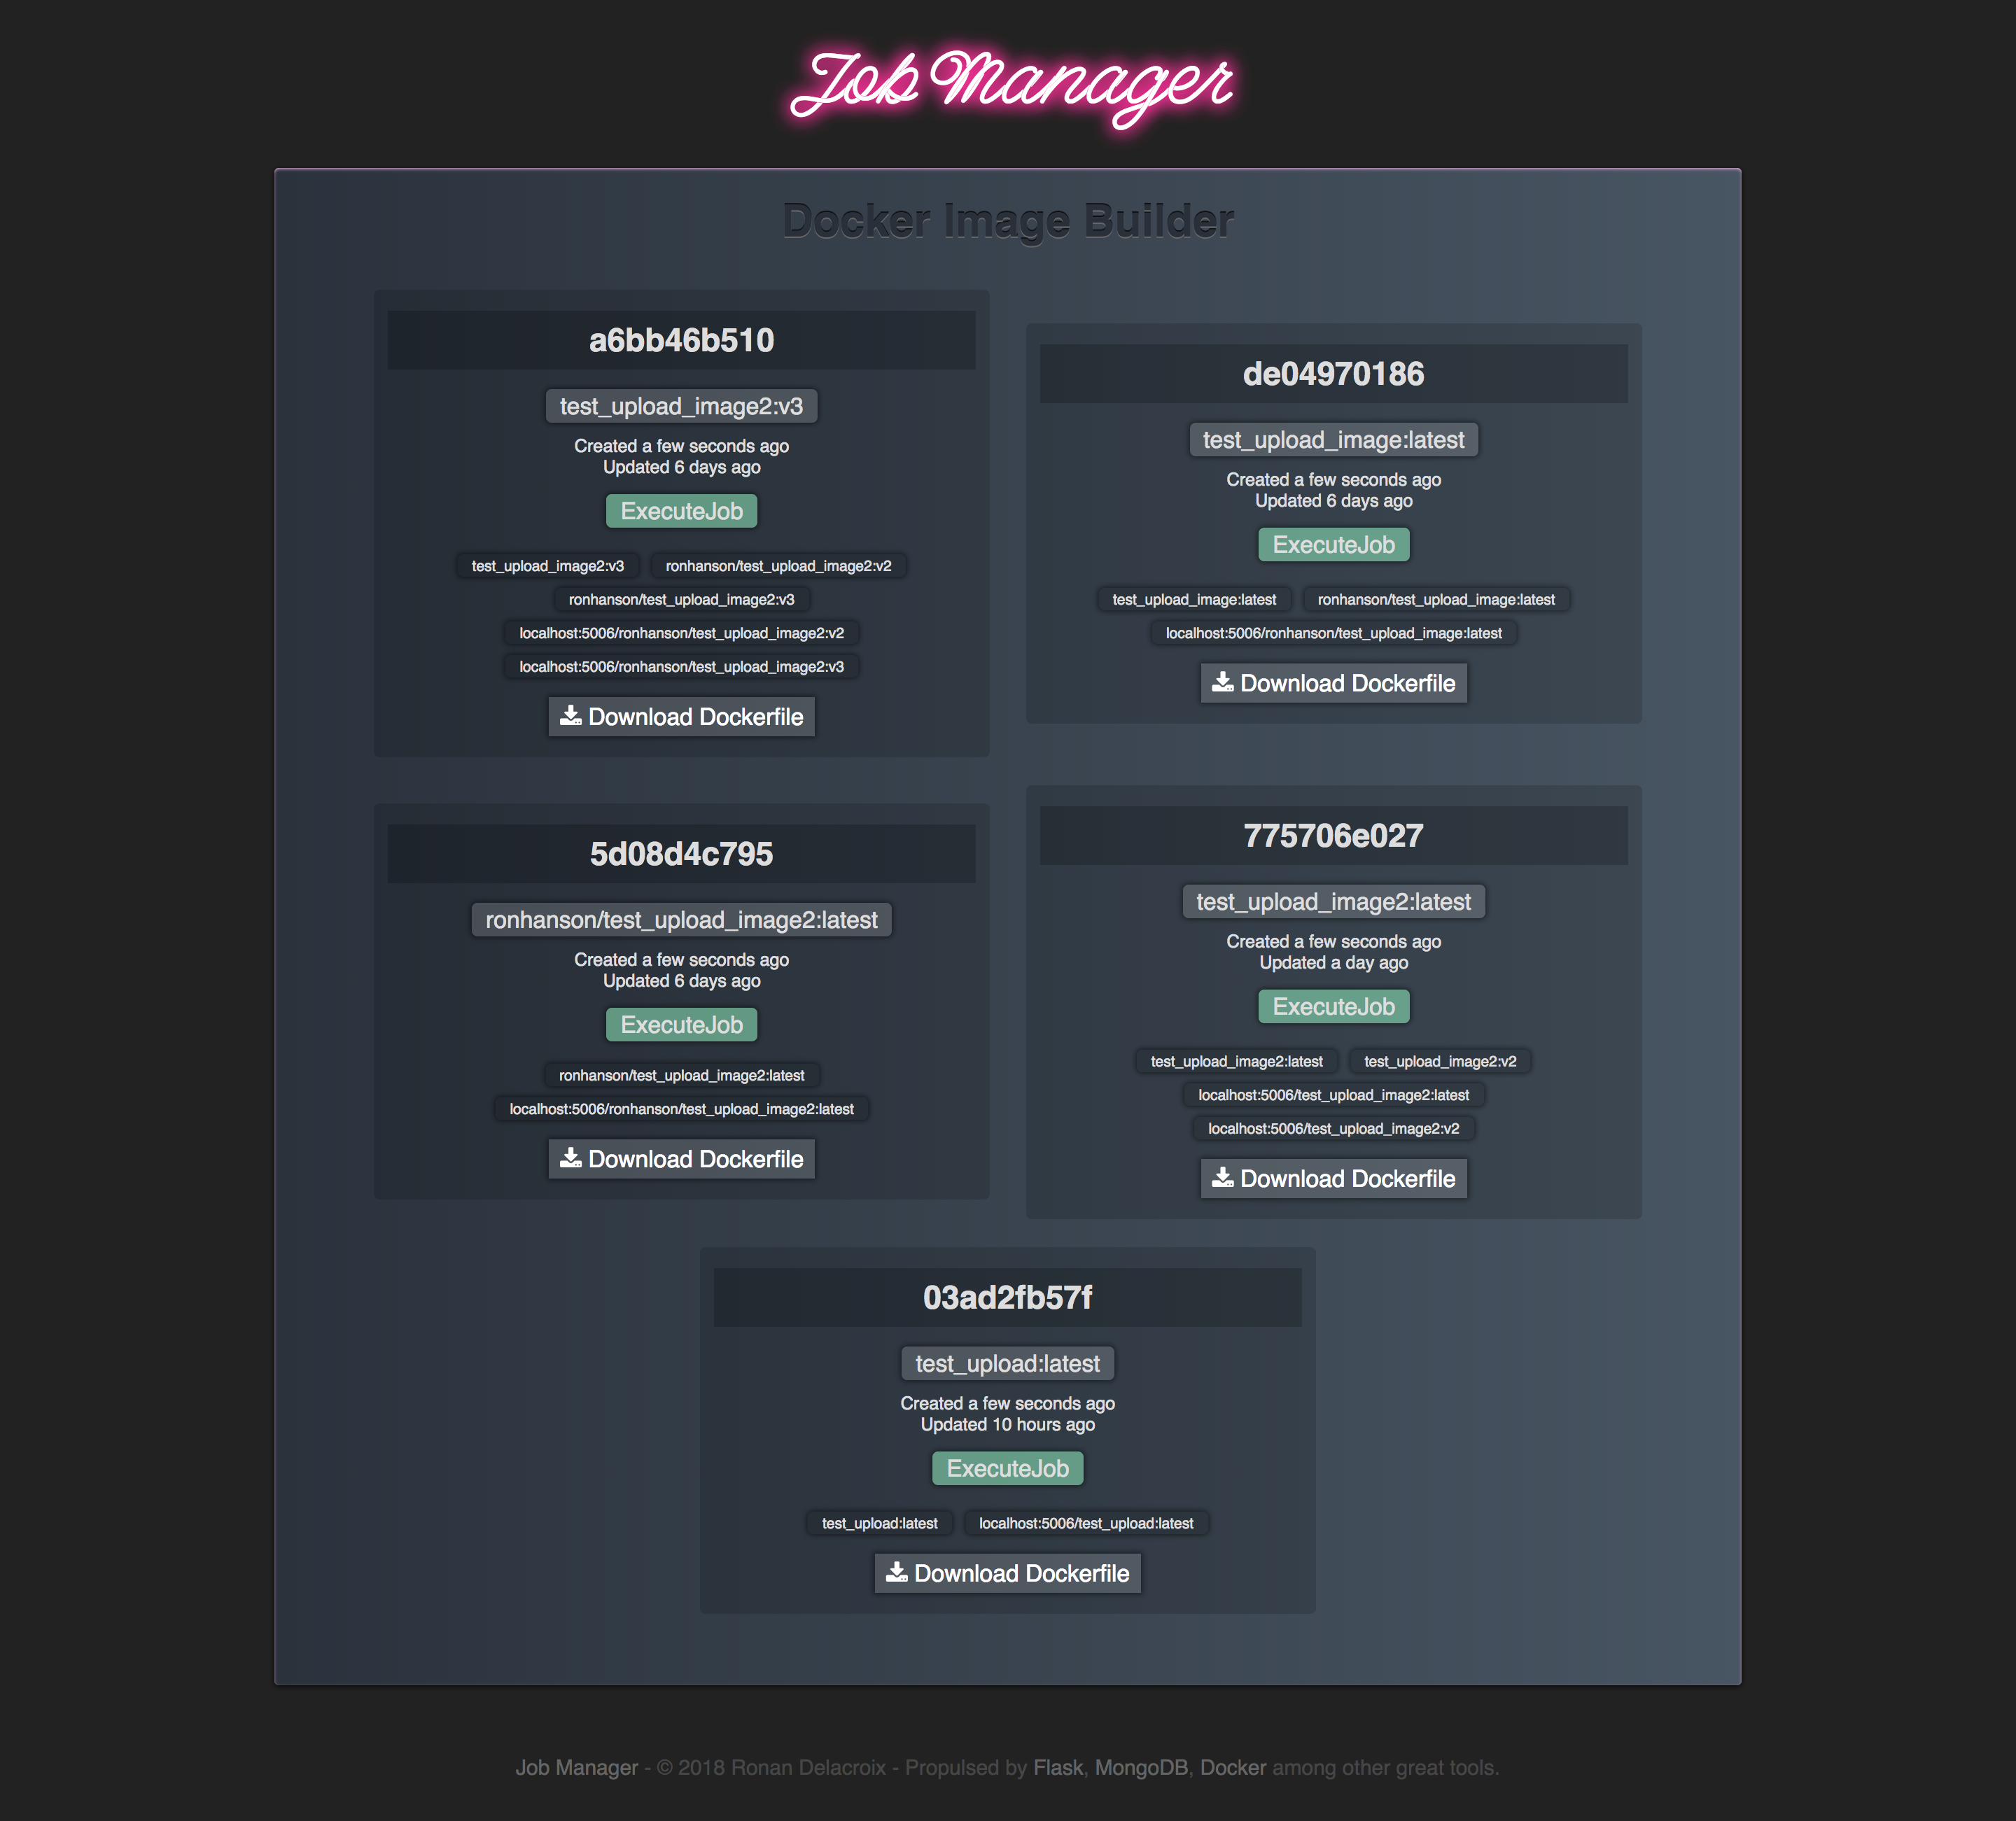 Job Manager
Docker Image Builder
a6bb46b510
test_upload_image2:v3
Created a few seconds ago
Updated 6 days ago
ExecuteJob
test_upload_image2:v3 ronhanson/test_upload_image2:v2
ronhanson/test_upload_image2:v3
localhost:5006/ronhanson/test_upload_image2:v2
localhost:5006/ronhanson/test_upload_image2:v3
Download Dockerfile
de04970186
test_upload_image:latest
Created a few seconds ago
Updated 6 days ago
ExecuteJob
test_upload_image:latest ronhanson/test_upload_image:latest
localhost:5006/ronhanson/test_upload_image:latest
Download Dockerfile
5d08d4c795
ronhanson/test_upload_image2:latest
Created a few seconds ago
Updated 6 days ago
ExecuteJob
ronhanson/test_upload_image2:latest
localhost:5006/ronhanson/test_upload_image2:latest
Download Dockerfile
775706e027
test_upload_image2:latest
Created a few seconds ago
Updated a day ago
ExecuteJob
test_upload_image2:latest test_upload_image2:v2
localhost:5006/test_upload_image2:latest
localhost:5006/test_upload_image2:v2
Download Dockerfile
03ad2fb57f
test_upload:latest
Created a few seconds ago
Updated 10 hours ago
ExecuteJob
test_upload:latest localhost:5006/test_upload:latest
Download Dockerfile
Job Manager - © 2018 Ronan Delacroix - Propulsed by Flask, MongoDB, Docker among other great tools.